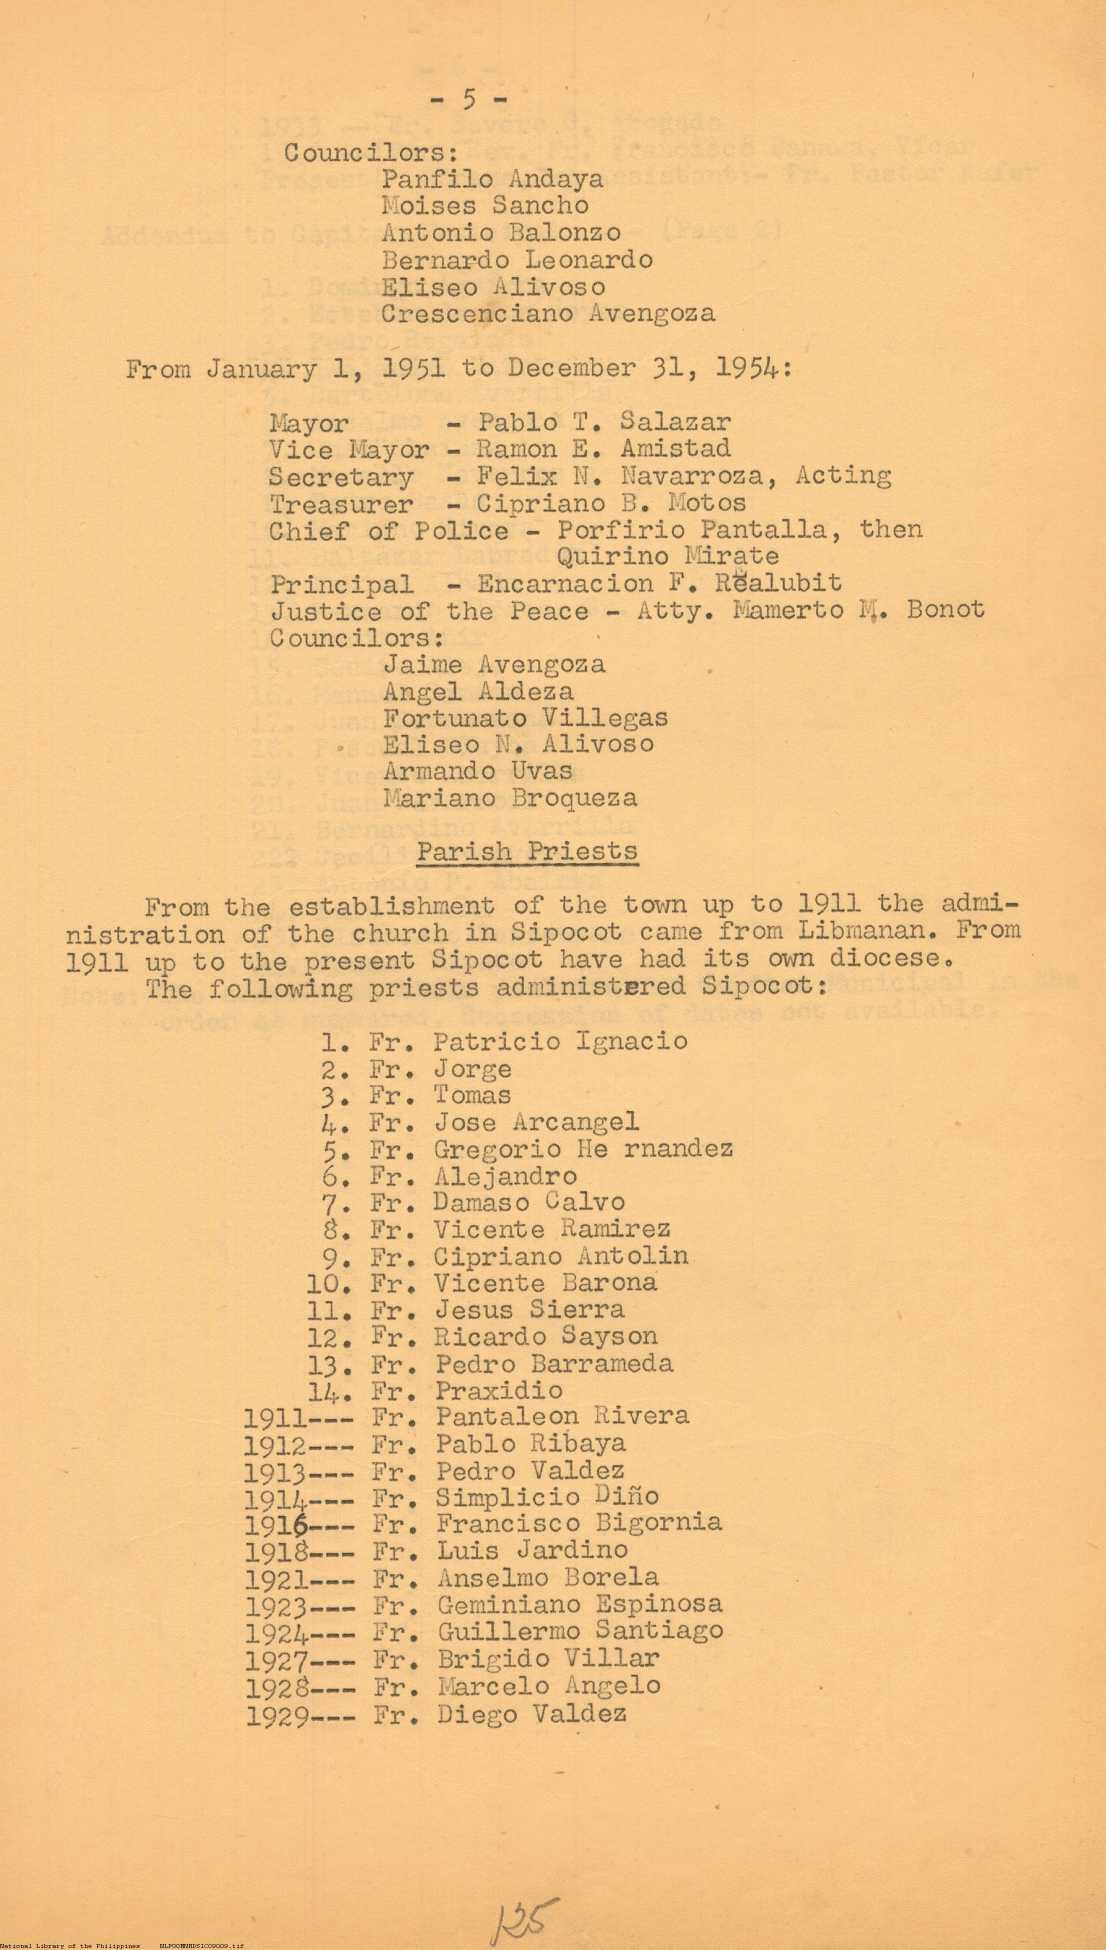 - 5 -
Councilors:
Panfilo Andaya
Moises Sancho
Antonio Balonzo
Bernardo Leonardo
Eliseo Alivoso
Crescenciano Avengoza
From January 1, 1951 to December 31, 1954:
Mayor - Pablo T. Salazar
Vice Mayor - Ramon E. Amistad
Secretary - Felix N. Navarroza, Acting
Treasurer - Cipriano B. Motos
Chief of Police - Porfirio Pantalla, then
Quirino Mirate
Principal - Encarnacion F. Realubit
Justice of the Peace - Atty. Mamerto M. Bonot
Councilors:
Jaime Avengoza
Angel Aldeza
Fortunato Villegas
Eliseo N. Alivoso
Armando Uvas
Mariano Broqueza
Parish Priests
From the establishment of the town up to 1911 the admi-
nistration of the church in Sipocot came from Libmanan. From
1911 up to the present Sipocot have had its own diocese.
The following priests administered Sipocot:
1. Fr. Patricio Ignacio
2. Fr. Jorge
3. Fr. Tomas
4. Fr. Jose Arcangel
5. Fr. Gregorio He rnandez
6. Fr. Alejandro
7. Fr. Damaso Calvo
8. Fr. Vicente Ramirez
9. Fr. Cipriano Antolin
10. Fr. Vicente Barona
11. Fr. Jesus Sierra
12. Fr. Ricardo Sayson
13. Fr. Pedro Barrameda
14. Fr. Praxidio
1911--- Fr. Pantaleon Rivera
1912--- Fr. Pablo Ribaya
1913--- Fr. Pedro Valdez
1914--- Fr. Simplicio Diño
1916--- Fr. Francisco Bigornia
1918--- Fr. Luis Jardino
1921--- Fr. Anselmo Borela
1923--- Fr. Geminiano Espinosa
1924--- Fr. Guillermo Santiago
1927--- Fr. Brigido Villar
1928--- Fr. Marcelo Angelo
1929--- Fr. Diego Valdez
125
National Library of the Philippines